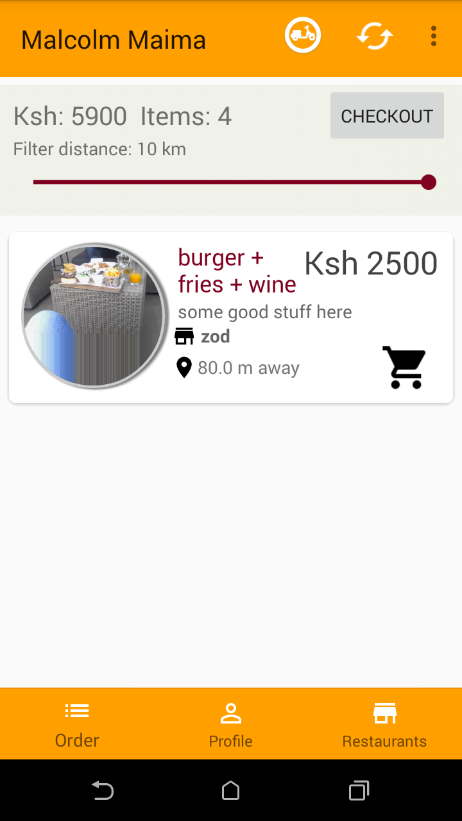 Malcolm Maima
Ksh: 5900 Items: 4
CHECKOUT
Filter distance: 10 km
burger +
fries + wine
Ksh 2500
some good stuff here
zod
80.0 m away
Order
Profile
Restaurants